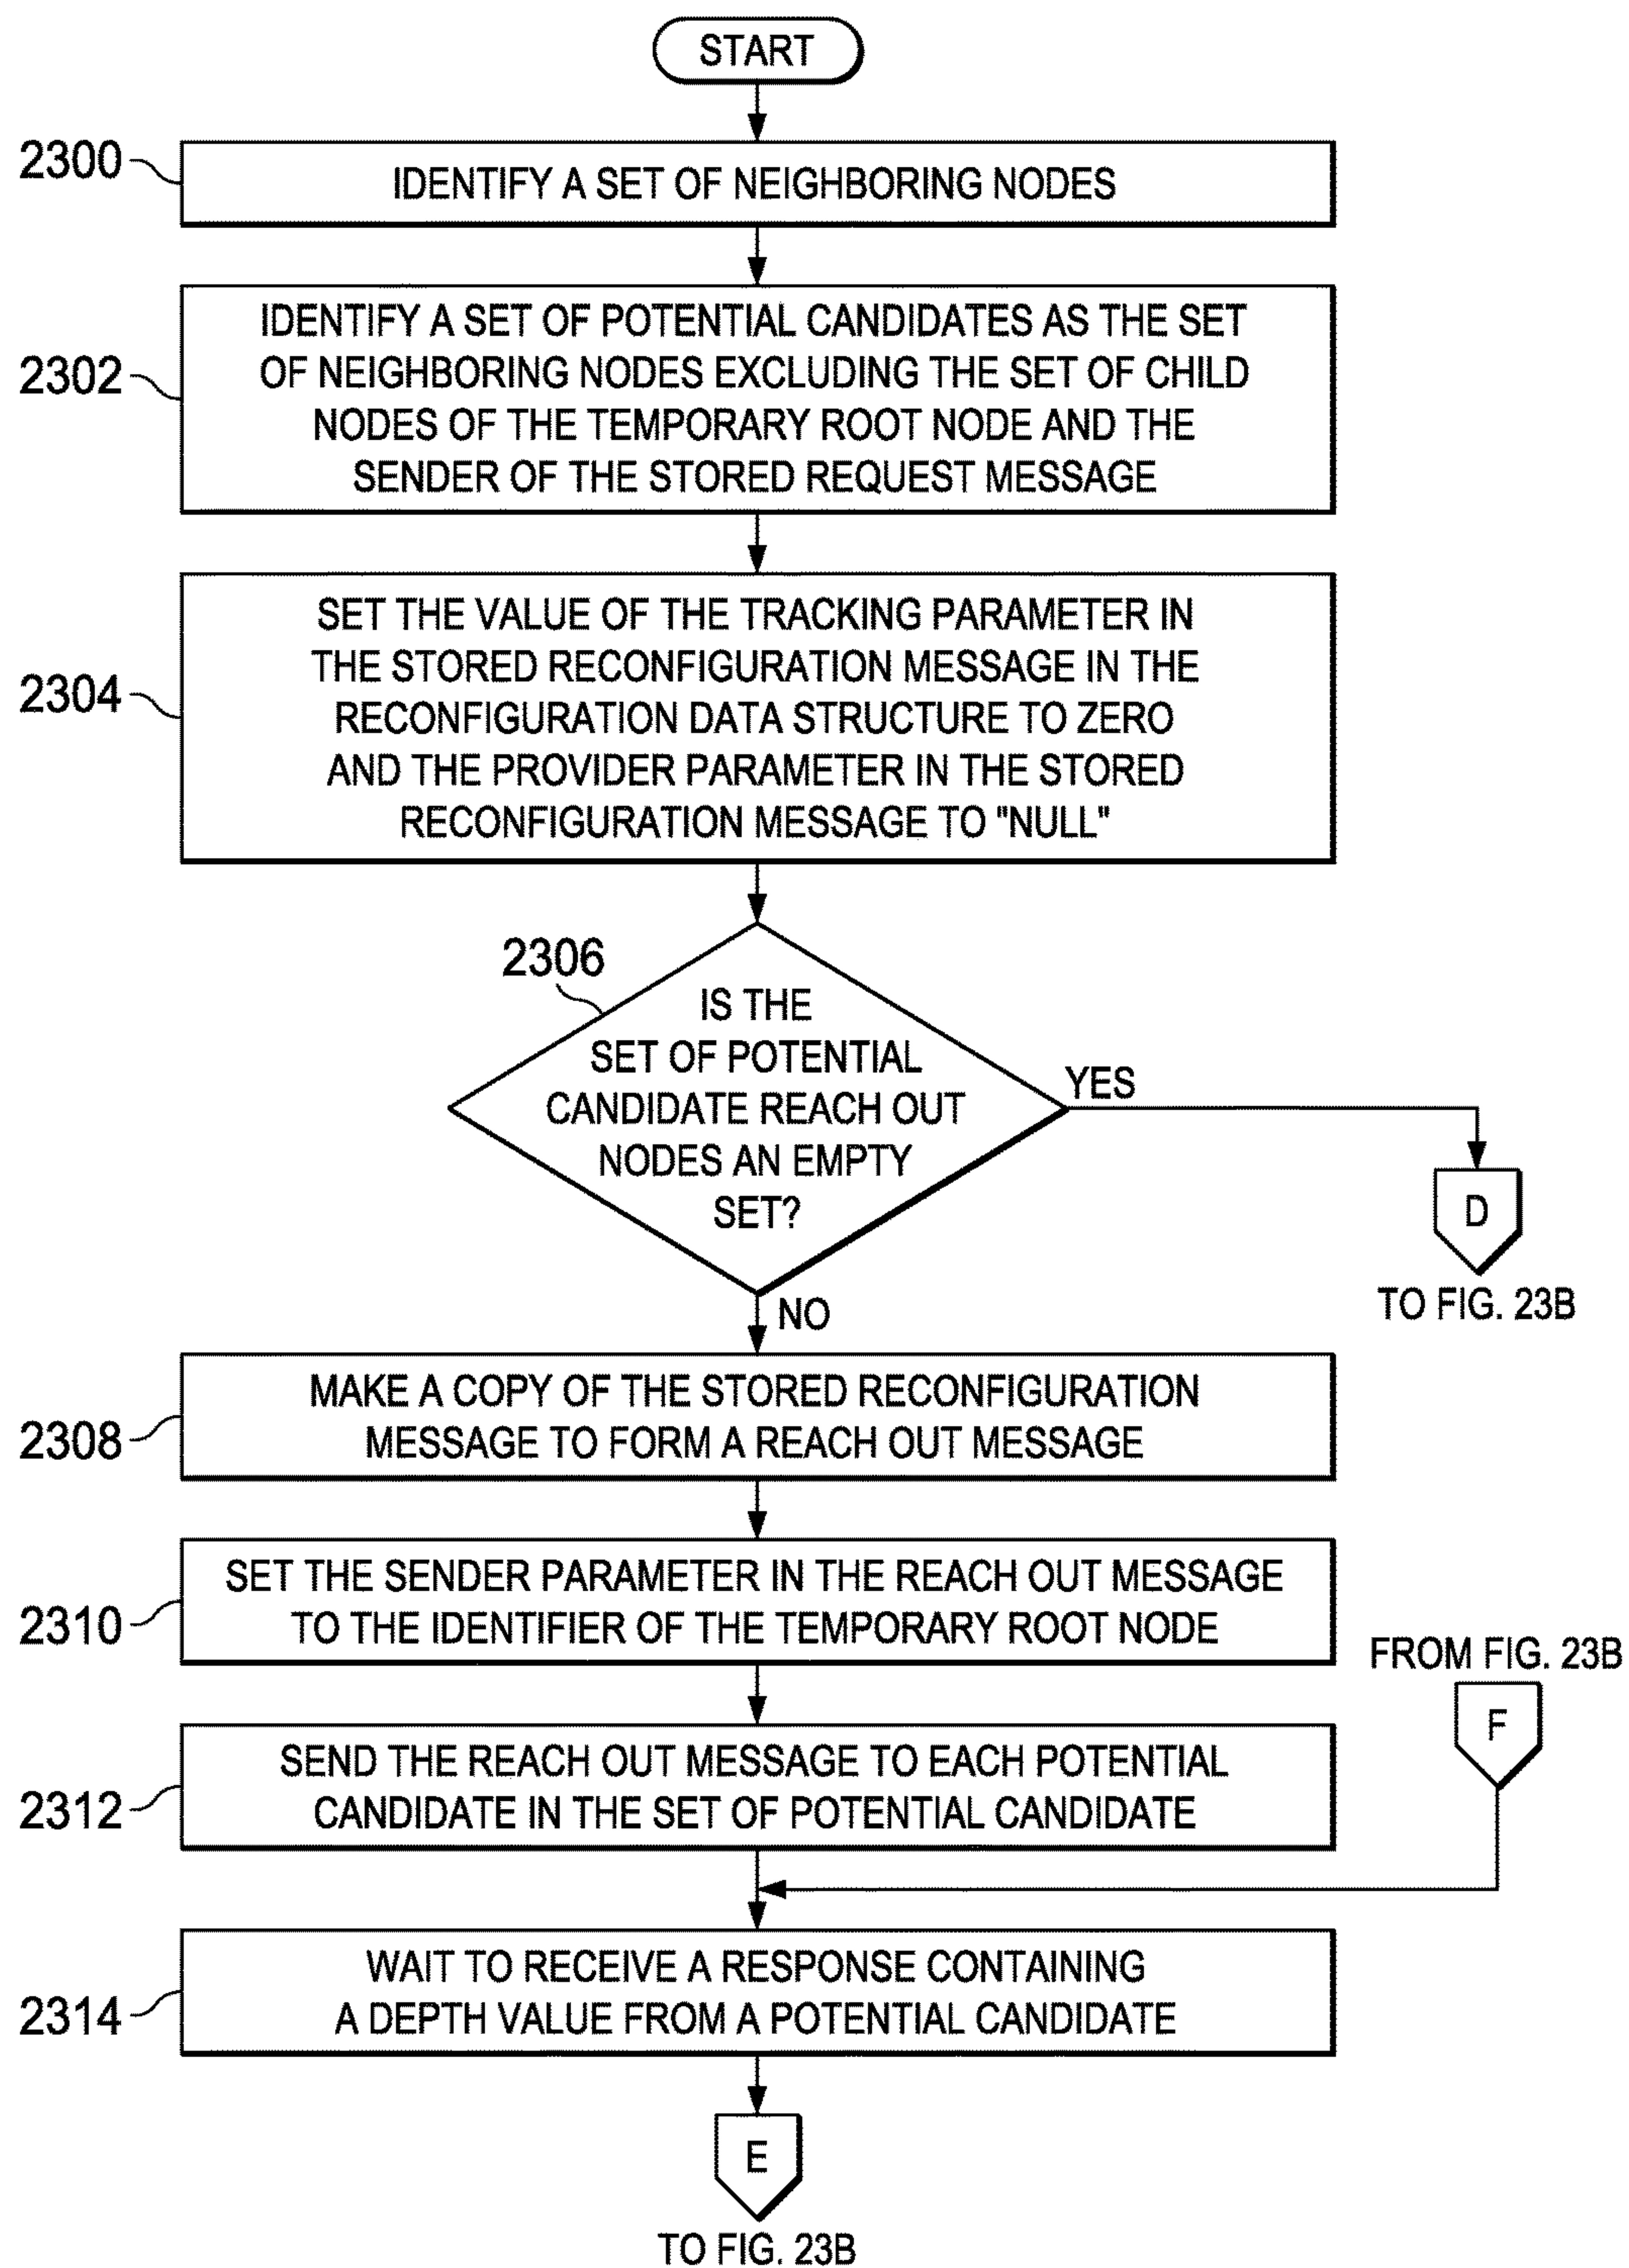 START
2300
IDENTIFY A SET OF NEIGHBORING NODES
2302
IDENTIFY A SET OF POTENTIAL CANDIDATES AS THE SET
OF NEIGHBORING NODES EXCLUDING THE SET OF CHILD
NODES OF THE TEMPORARY ROOT NODE AND THE
SENDER OF THE STORED REQUEST MESSAGE
2304
SET THE VALUE OF THE TRACKING PARAMETER IN
THE STORED RECONFIGURATION MESSAGE IN THE
RECONFIGURATION DATA STRUCTURE TO ZERO
AND THE PROVIDER PARAMETER IN THE STORED
RECONFIGURATION MESSAGE TO "NULL"
2306
IS THE
SET OF POTENTIAL
CANDIDATE REACH OUT
NODES AN EMPTY
SET?
YES
D
TO FIG. 23B
NO
2308
MAKE A COPY OF THE STORED RECONFIGURATION
MESSAGE TO FORM A REACH OUT MESSAGE
2310
SET THE SENDER PARAMETER IN THE REACH OUT MESSAGE
TO THE IDENTIFIER OF THE TEMPORARY ROOT NODE
FROM FIG. 23B
F
2312
SEND THE REACH OUT MESSAGE TO EACH POTENTIAL
CANDIDATE IN THE SET OF POTENTIAL CANDIDATE
2314
WAIT TO RECEIVE A RESPONSE CONTAINING
A DEPTH VALUE FROM A POTENTIAL CANDIDATE
E
TO FIG. 23B